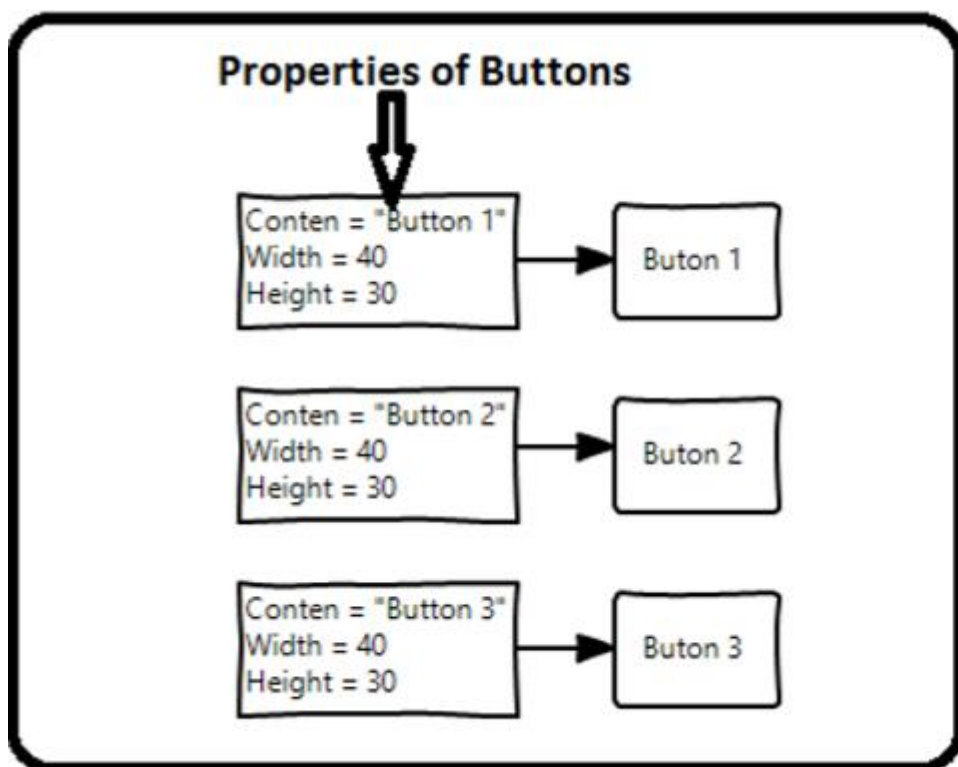 Properties of Buttons
Conten = "Button 1"
Width = 40
Height = 30
Buton 1
Conten = "Button 2"
Width = 40
Height = 30
Buton 2
Conten = "Button 3"
Width = 40
Height = 30
Buton 3